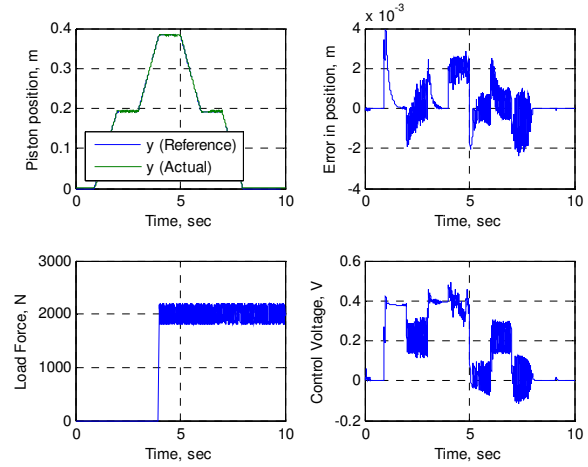 Piston position, m
0.4
0.3
0.2
0.1
0
y (Reference)
y (Actual)
0 5 10
Time, sec
x 10^-3
Error in position, m
4
2
0
-2
-4
0 5 10
Time, sec
Load Force, N
3000
2000
1000
0
0 5 10
Time, sec
Control Voltage, V
0.6
0.4
0.2
0
-0.2
0 5 10
Time, sec